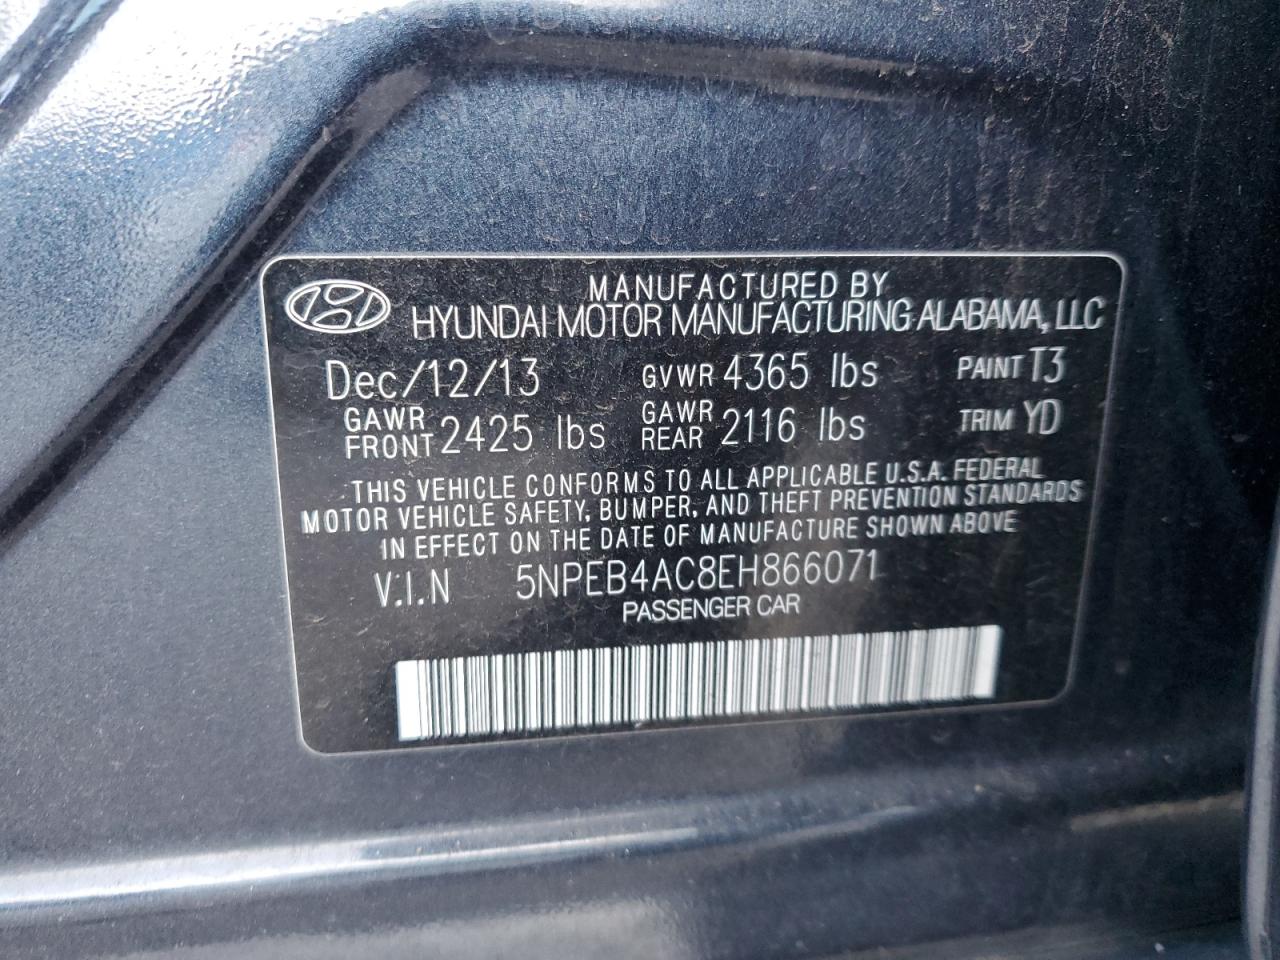 MANUFACTURED BY
HYUNDAI MOTOR MANUFACTURING ALABAMA, LLC
Dec/12/13 GVWR 4365 lbs PAINT T3
GAWR FRONT 2425 lbs GAWR REAR 2116 lbs TRIM YD
THIS VEHICLE CONFORMS TO ALL APPLICABLE U.S.A. FEDERAL
MOTOR VEHICLE SAFETY, BUMPER, AND THEFT PREVENTION STANDARDS
IN EFFECT ON THE DATE OF MANUFACTURE SHOWN ABOVE
V.I.N 5NPEB4AC8EH866071
PASSENGER CAR